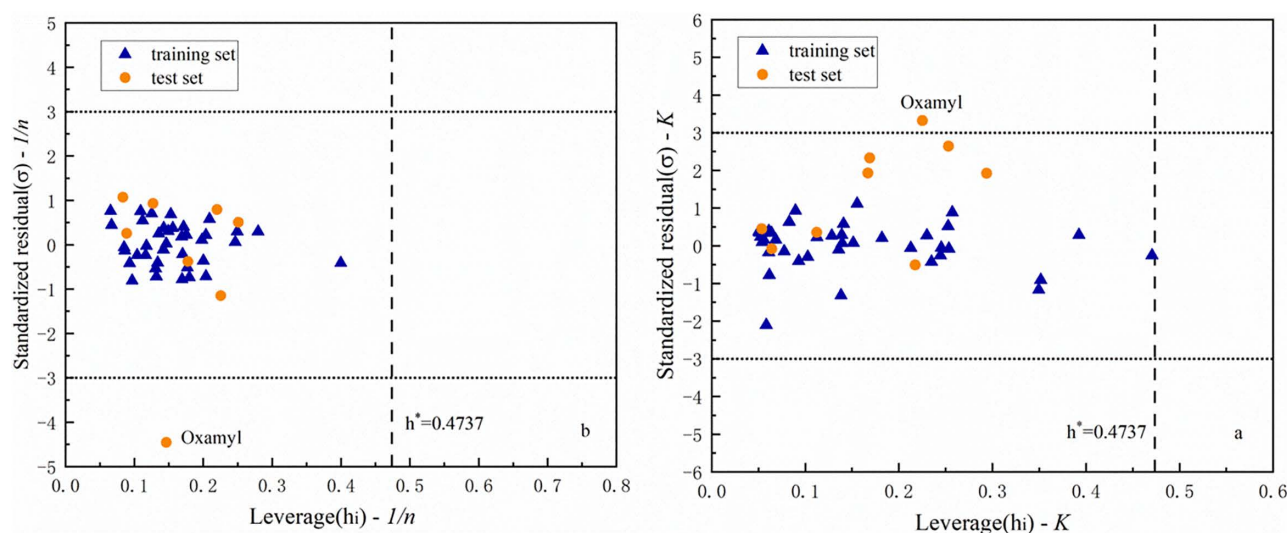 5
4
3
2
1
0
−1
−2
−3
−4
−5
Standardized residual(σ) - 1/n
training set
test set
Oxamyl
h*=0.4737
b
0.0 0.1 0.2 0.3 0.4 0.5 0.6 0.7 0.8
Leverage(hi) - 1/n
6
5
4
3
2
1
0
−1
−2
−3
−4
−5
−6
Standardized residual(σ) - K
training set
test set
Oxamyl
h*=0.4737
a
0.0 0.1 0.2 0.3 0.4 0.5 0.6
Leverage(hi) - K